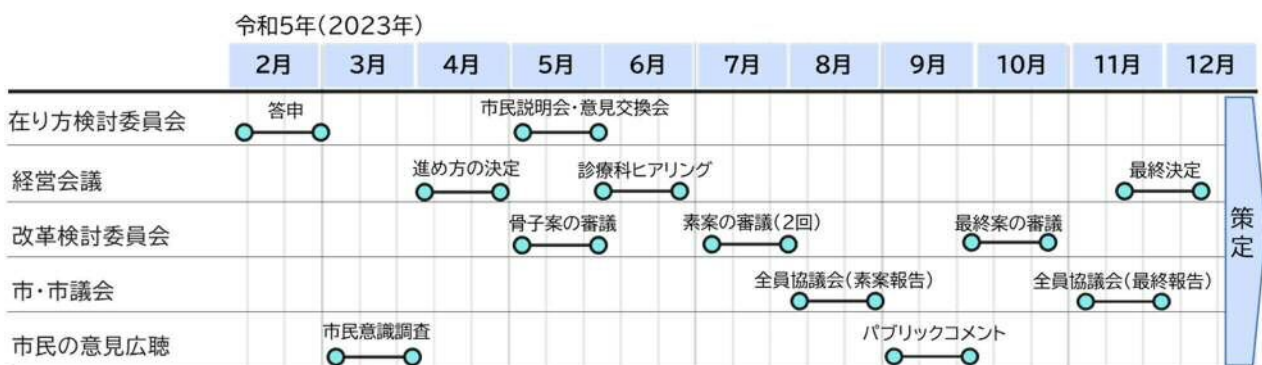 令和5年(2023年)
2月 3月 4月 5月 6月 7月 8月 9月 10月 11月 12月
在り方検討委員会 答申 市民説明会・意見交換会
経営会議 進め方の決定 診療科ヒアリング 最終決定
改革検討委員会 骨子案の審議 素案の審議(2回) 最終案の審議
市・市議会 全員協議会(素案報告) 全員協議会(最終報告)
市民の意見広聴 市民意識調査 パブリックコメント
策定